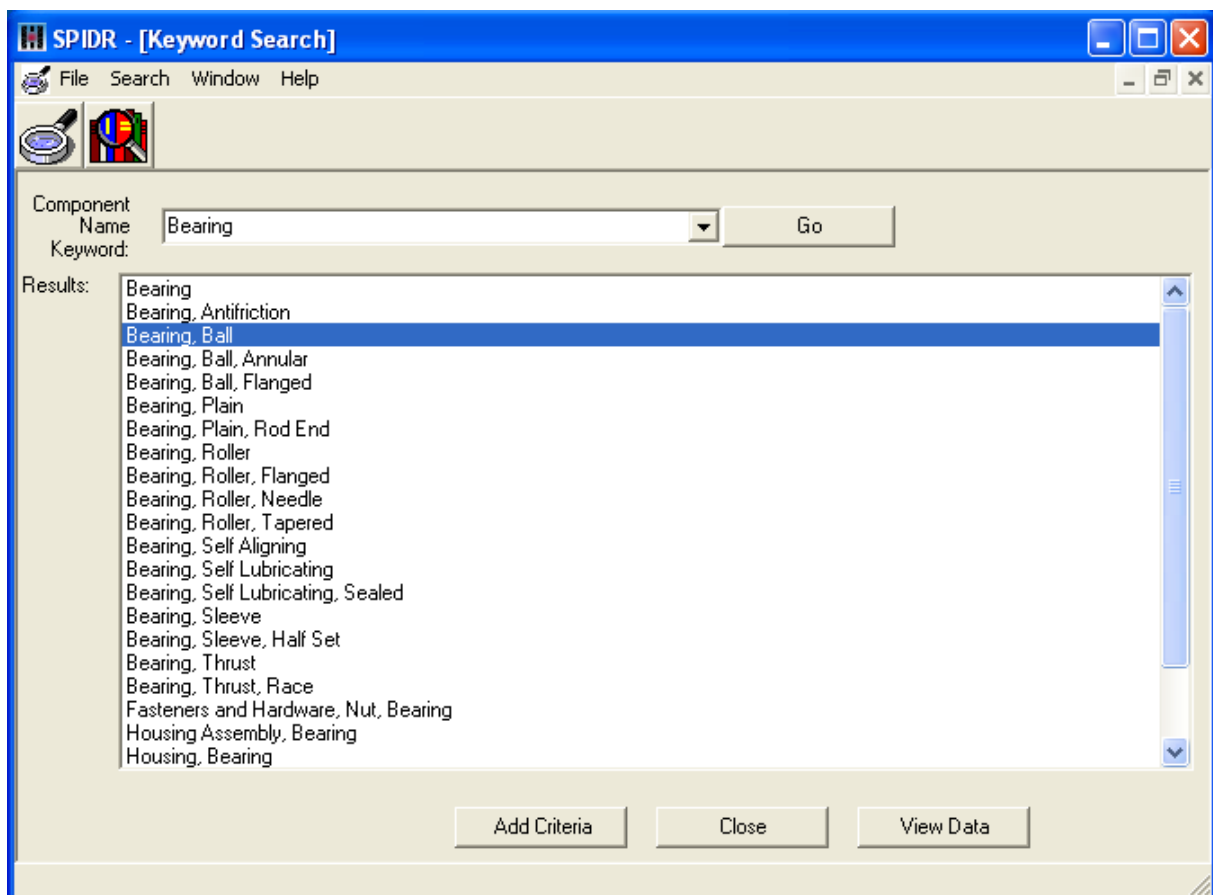 SPIDR - [Keyword Search]
File Search Window Help
Component
Name
Keyword:
Bearing
Go
Results:
Bearing
Bearing, Antifriction
Bearing, Ball
Bearing, Ball, Annular
Bearing, Ball, Flanged
Bearing, Plain
Bearing, Plain, Rod End
Bearing, Roller
Bearing, Roller, Flanged
Bearing, Roller, Needle
Bearing, Roller, Tapered
Bearing, Self Aligning
Bearing, Self Lubricating
Bearing, Self Lubricating, Sealed
Bearing, Sleeve
Bearing, Sleeve, Half Set
Bearing, Thrust
Bearing, Thrust, Race
Fasteners and Hardware, Nut, Bearing
Housing Assembly, Bearing
Housing, Bearing
Add Criteria Close View Data